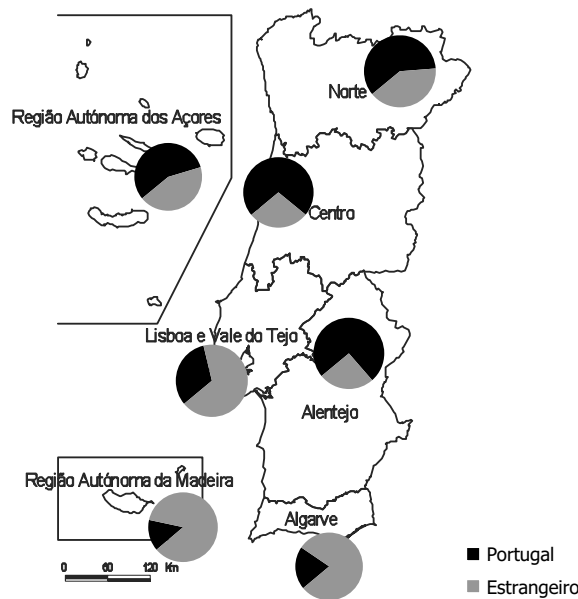 Norte
Região Autónoma dos Açores
Centro
Lisboa e Vale do Tejo
Alentejo
Região Autónoma da Madeira
Algarve
0 60 120 Km
Portugal
Estrangeiro